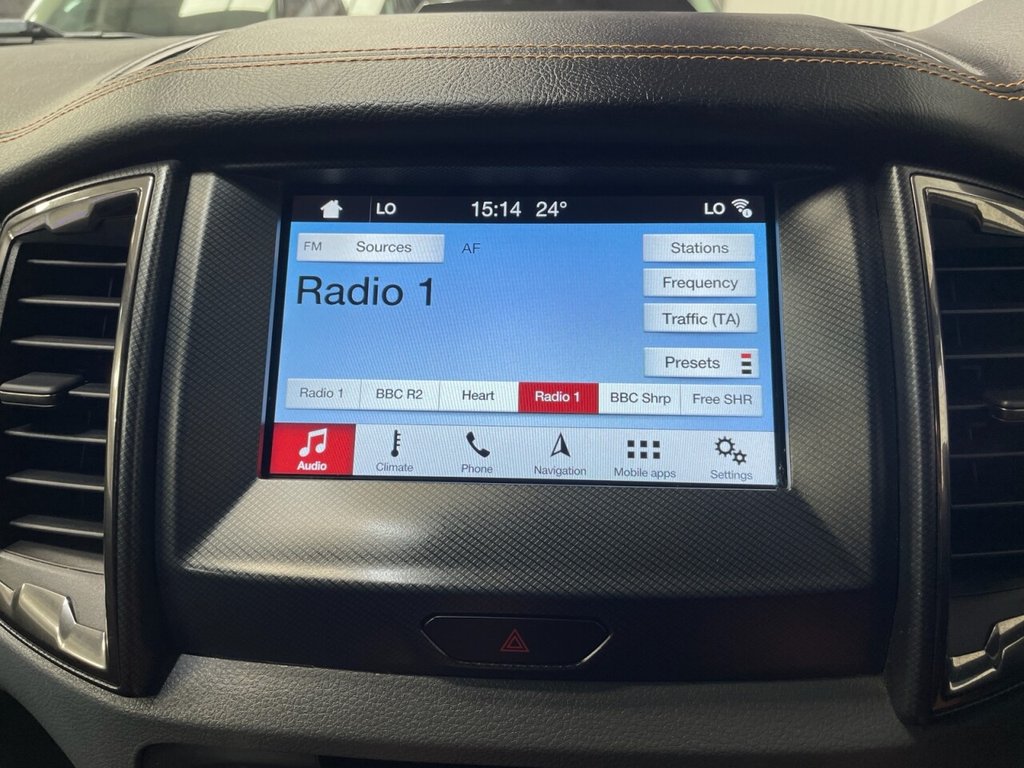 LO 15:14 24° LO
FM Sources AF Stations
Radio 1
Frequency
Traffic (TA)
Presets
Radio 1 BBC R2 Heart Radio 1 BBC Shrp Free SHR
Audio Climate Phone Navigation Mobile apps Settings